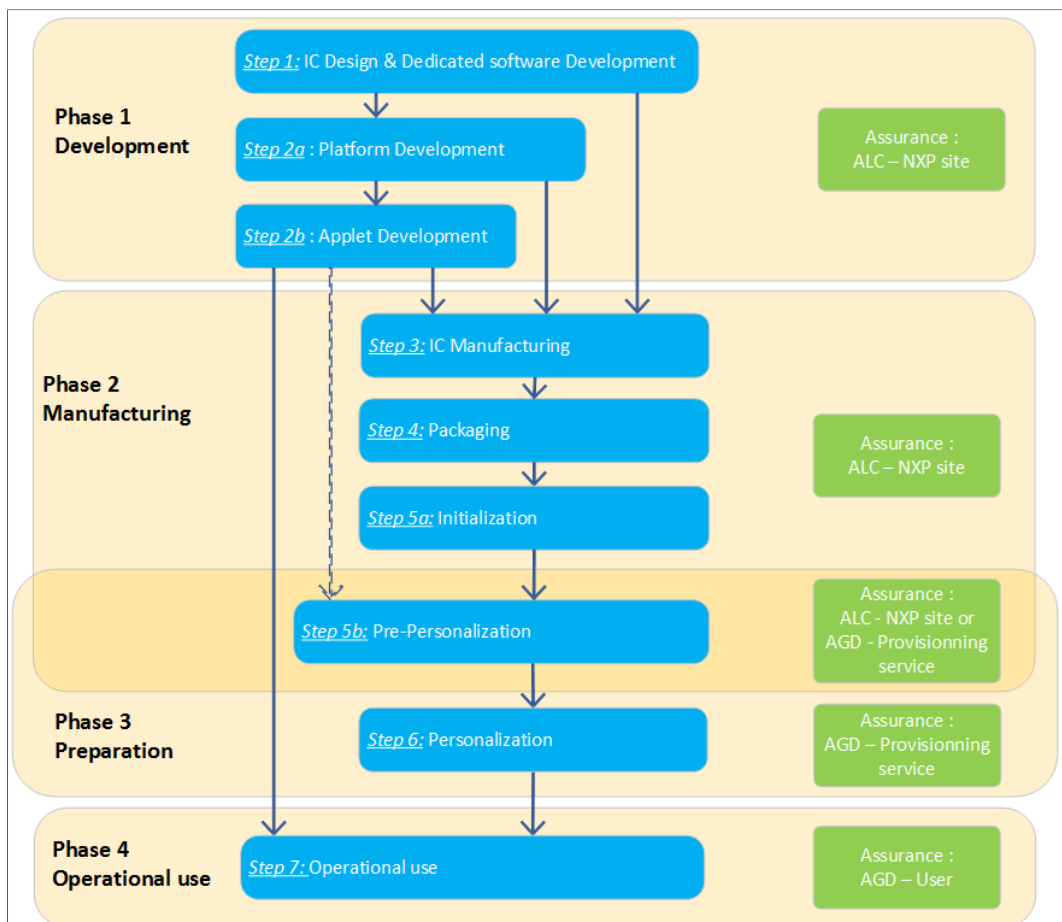 Step 1: IC Design & Dedicated software Development
Phase 1
Development
Step 2a : Platform Development
Assurance :
ALC – NXP site
Step 2b : Applet Development
Step 3: IC Manufacturing
Phase 2
Manufacturing
Step 4: Packaging
Assurance :
ALC – NXP site
Step 5a: Initialization
Step 5b: Pre-Personalization
Assurance :
ALC - NXP site or
AGD - Provisionning
service
Phase 3
Preparation
Step 6: Personalization
Assurance :
AGD – Provisionning
service
Phase 4
Operational use
Step 7: Operational use
Assurance :
AGD – User